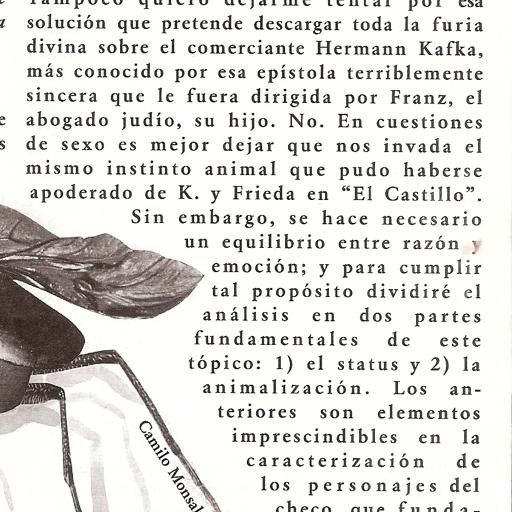 Tampoco quiero dejarme tentar por esa
solución que pretende descargar toda la furia
divina sobre el comerciante Hermann Kafka,
más conocido por esa epístola terriblemente
sincera que le fuera dirigida por Franz, el
abogado judío, su hijo. No. En cuestiones
de sexo es mejor dejar que nos invada el
mismo instinto animal que pudo haberse
apoderado de K. y Frieda en “El Castillo”.
Sin embargo, se hace necesario
un equilibrio entre razón y
emoción; y para cumplir
tal propósito dividiré el
análisis en dos partes
fundamentales de este
tópico: 1) el status y 2) la
animalización. Los an-
teriores son elementos
imprescindibles en la
caracterización de
los personajes del
checo, que funda-
Camilo Monsal